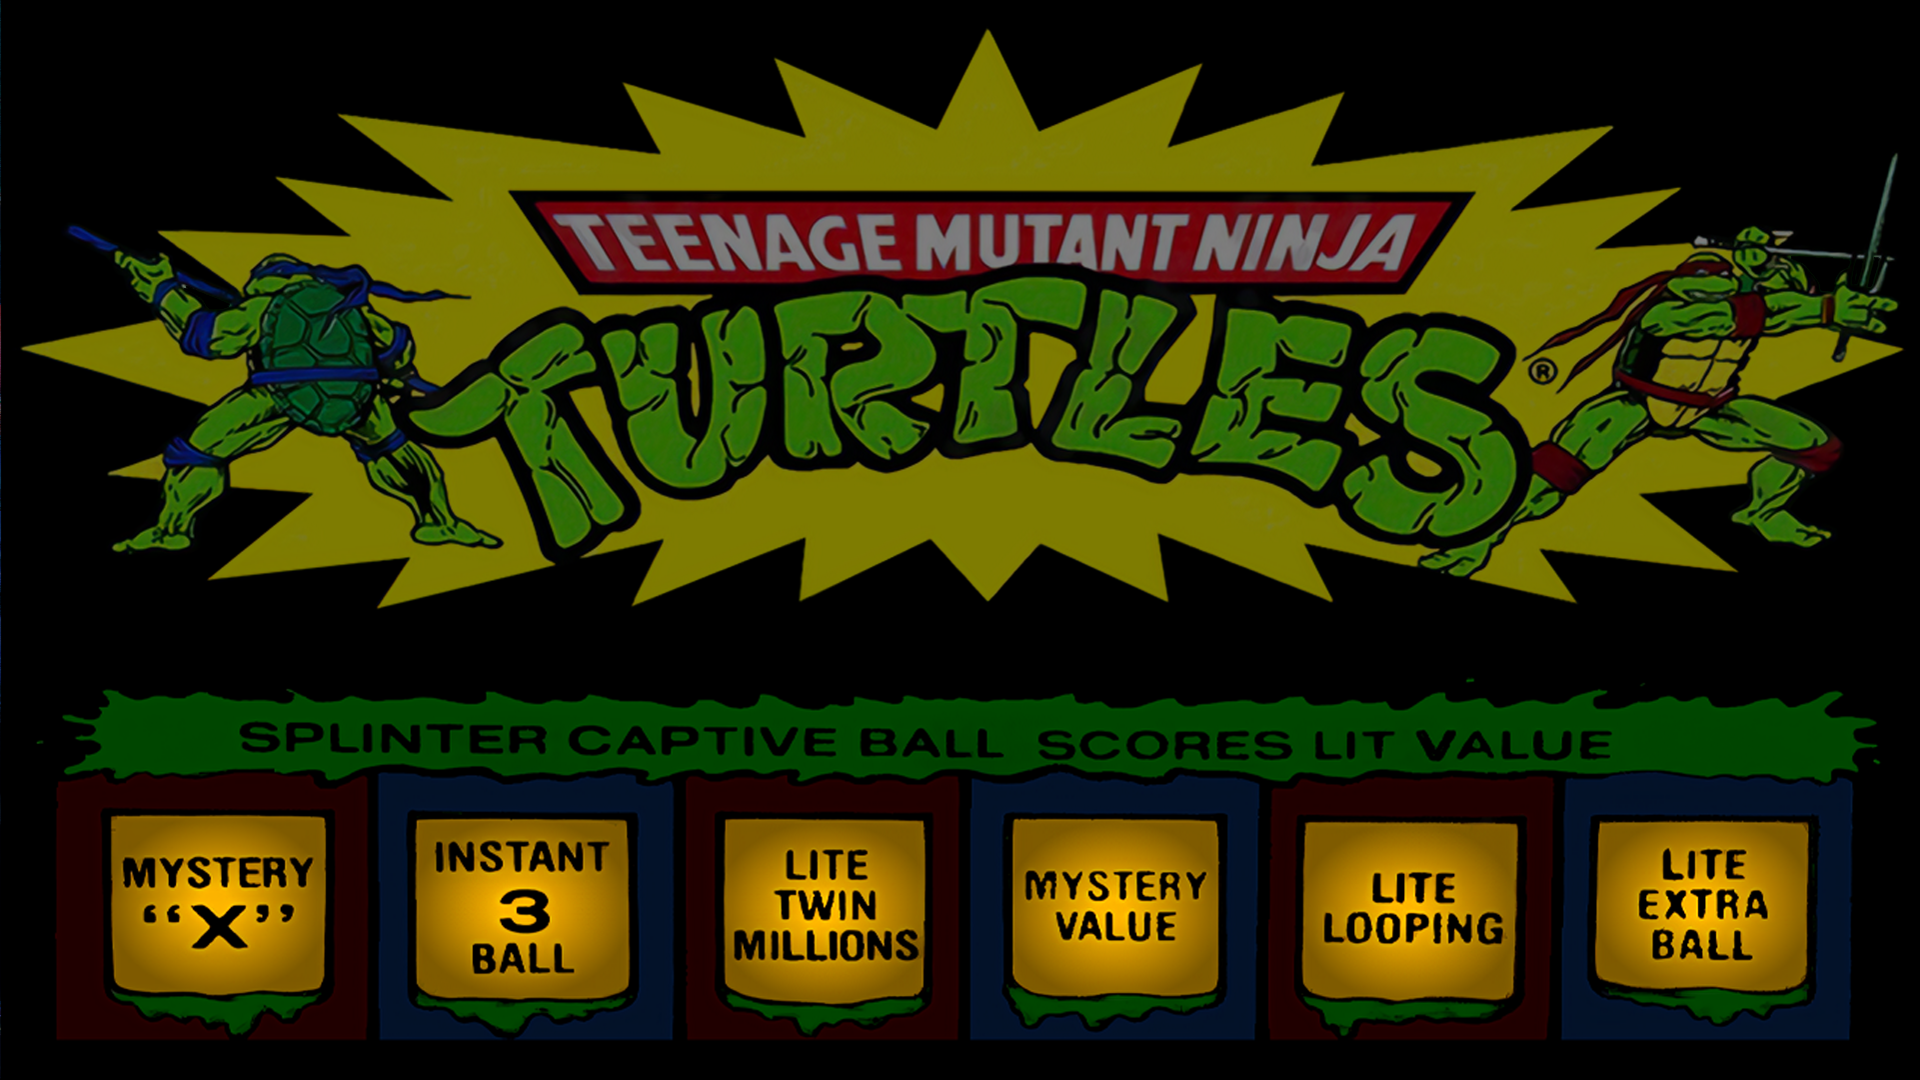 TEENAGE MUTANT NINJA
TURTLES®
SPLINTER CAPTIVE BALL SCORES LIT VALUE
MYSTERY
“X”
INSTANT
3
BALL
LITE
TWIN
MILLIONS
MYSTERY
VALUE
LITE
LOOPING
LITE
EXTRA
BALL